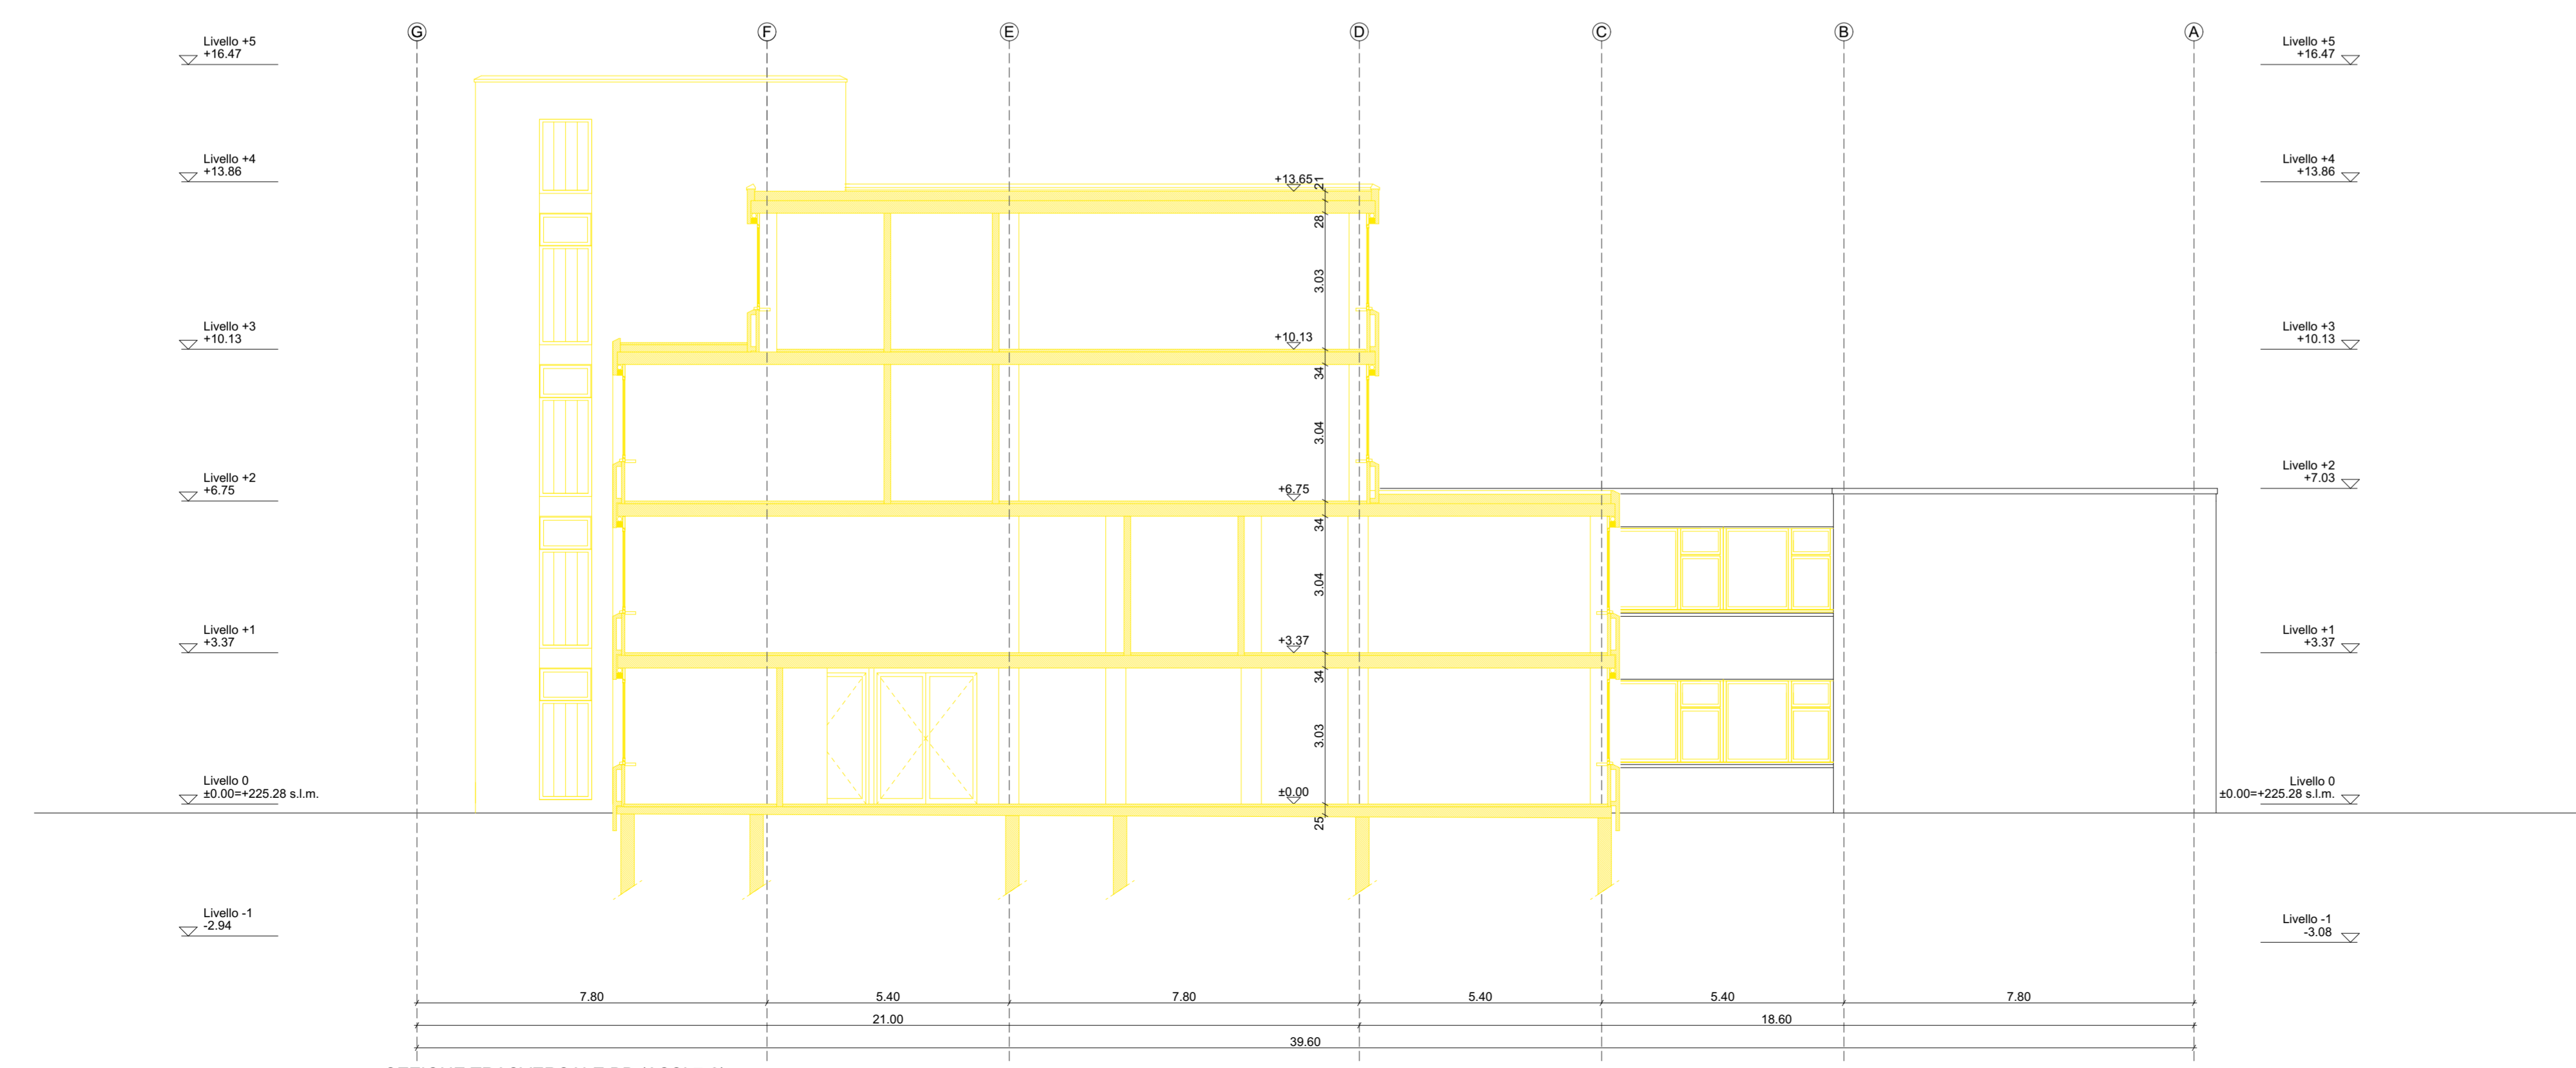 G
F
E
D
C
B
A
Livello +5
+16.47
Livello +5
+16.47
Livello +4
+13.86
Livello +4
+13.86
+13.65
21
28
3.03
Livello +3
+10.13
+10.13
Livello +3
+10.13
34
3.04
Livello +2
+6.75
+6.75
Livello +2
+7.03
34
3.04
Livello +1
+3.37
+3.37
Livello +1
+3.37
34
3.03
Livello 0
±0.00=+225.28 s.l.m.
±0.00
Livello 0
±0.00=+225.28 s.l.m.
25
Livello -1
-2.94
Livello -1
-3.08
7.80
5.40
7.80
5.40
5.40
7.80
21.00
18.60
39.60